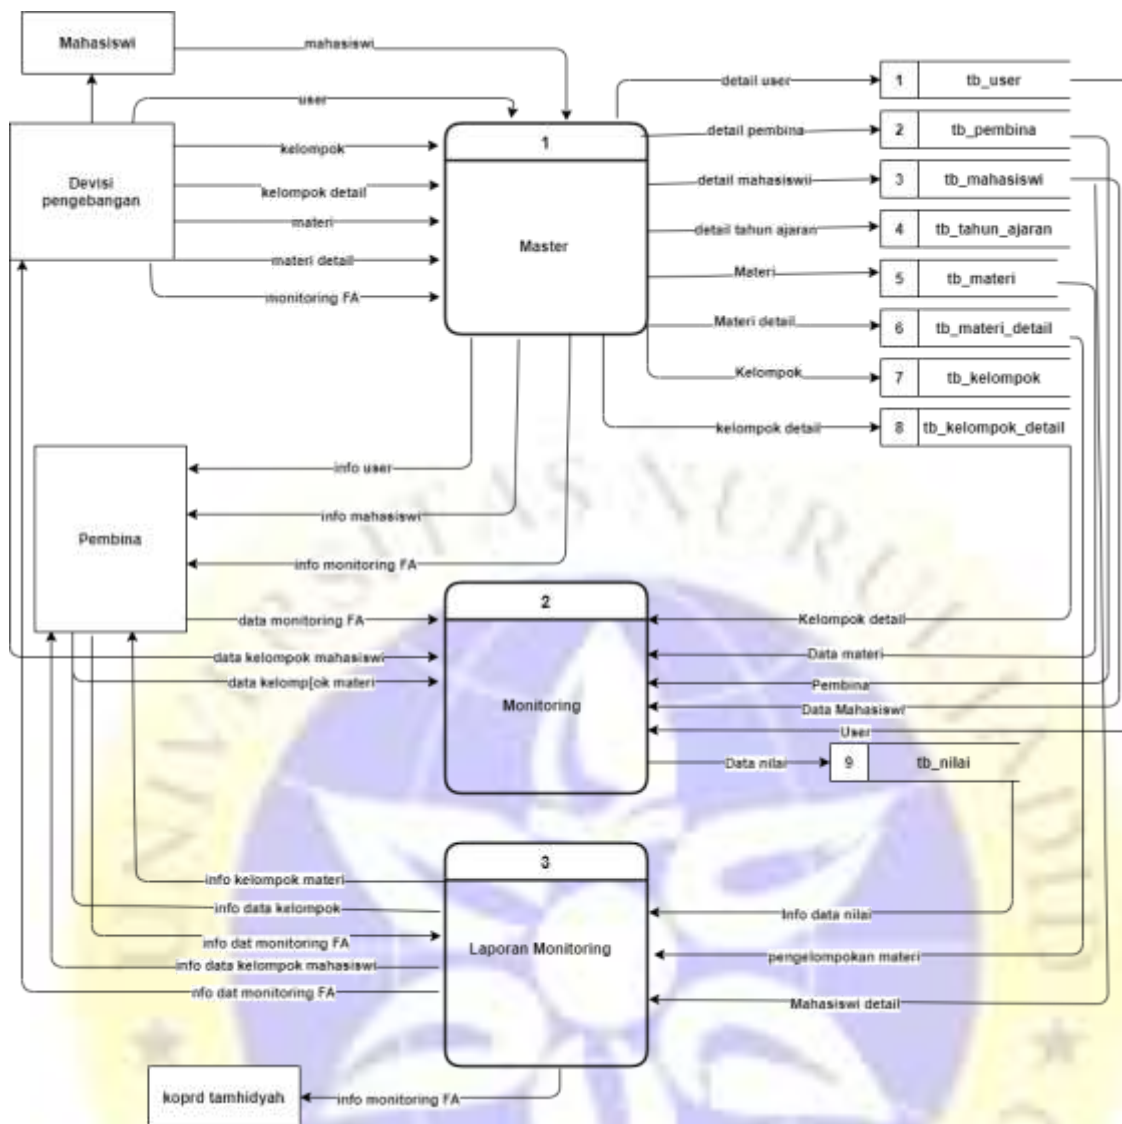 Mahasiswi
mahasiswi
user
Devisi
pengebangan
kelompok
kelompok detail
materi
materi detail
monitoring FA
1
Master
detail user
1 tb_user
detail pembina
2 tb_pembina
detail mahasiswii
3 tb_mahasiswi
detail tahun ajaran
4 tb_tahun_ajaran
Materi
5 tb_materi
Materi detail
6 tb_materi_detail
Kelompok
7 tb_kelompok
kelompok detail
8 tb_kelompok_detail
info user
info mahasiswi
info monitoring FA
Pembina
data monitoring FA
data kelompok mahasiswi
data kelomp[ok materi
2
Monitoring
Kelompok detail
Data materi
Pembina
Data Mahasiswi
User
Data nilai
9 tb_nilai
3
Laporan Monitoring
info kelompok materi
info data kelompok
info dat monitoring FA
info data kelompok mahasiswi
nfo dat monitoring FA
Info data nilai
pengelompokan materi
Mahasiswi detail
koprd tamhidyah
info monitoring FA